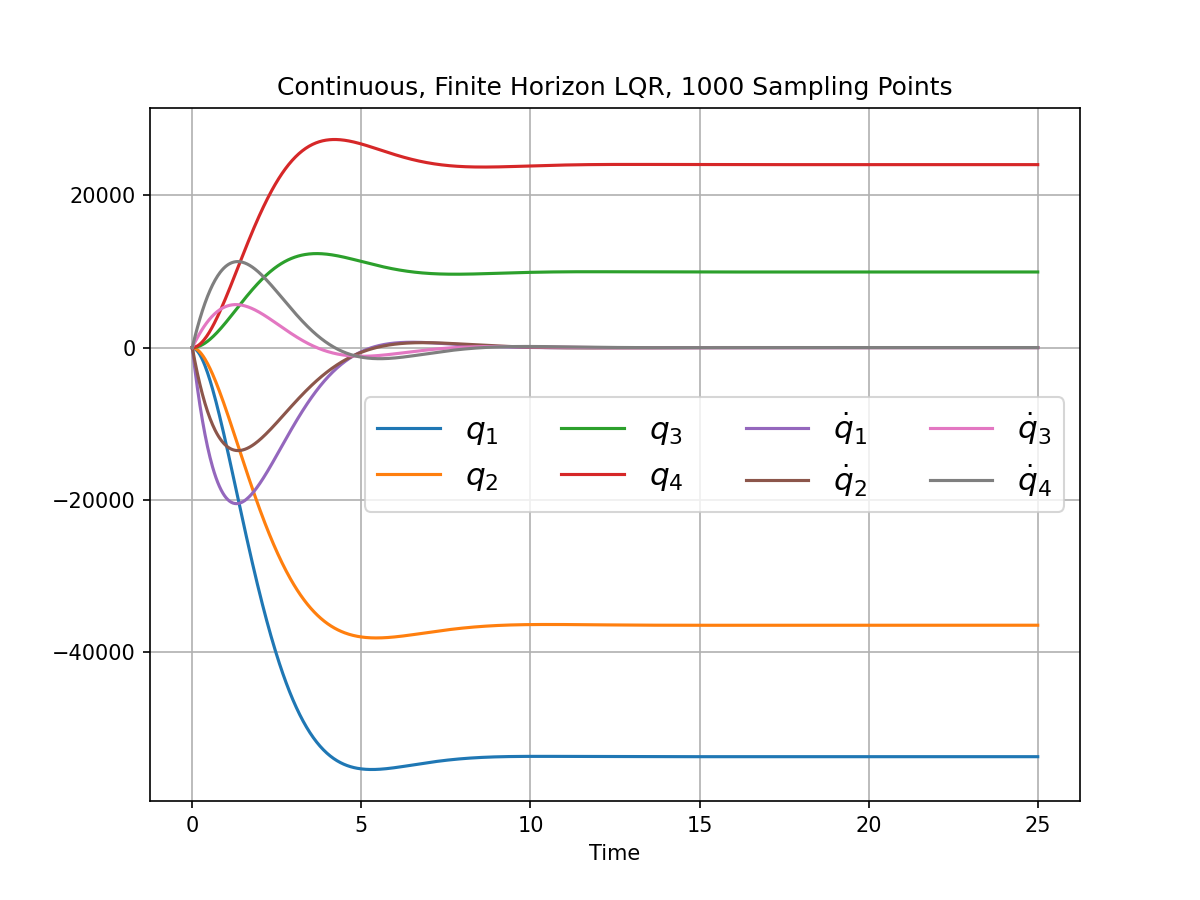 Continuous, Finite Horizon LQR, 1000 Sampling Points
20000
0
−20000
−40000
q₁ q₃ q̇₁ q̇₃
q₂ q₄ q̇₂ q̇₄
0 5 10 15 20 25
Time